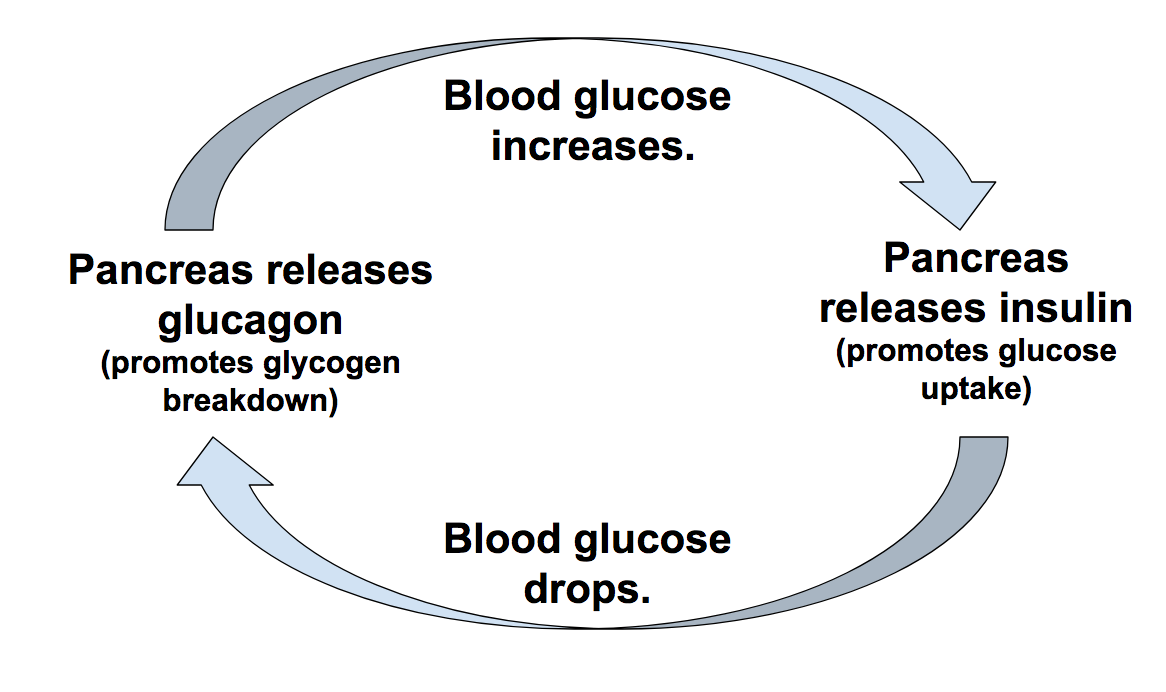 Blood glucose
increases.
Pancreas releases
glucagon
(promotes glycogen
breakdown)
Pancreas
releases insulin
(promotes glucose
uptake)
Blood glucose
drops.